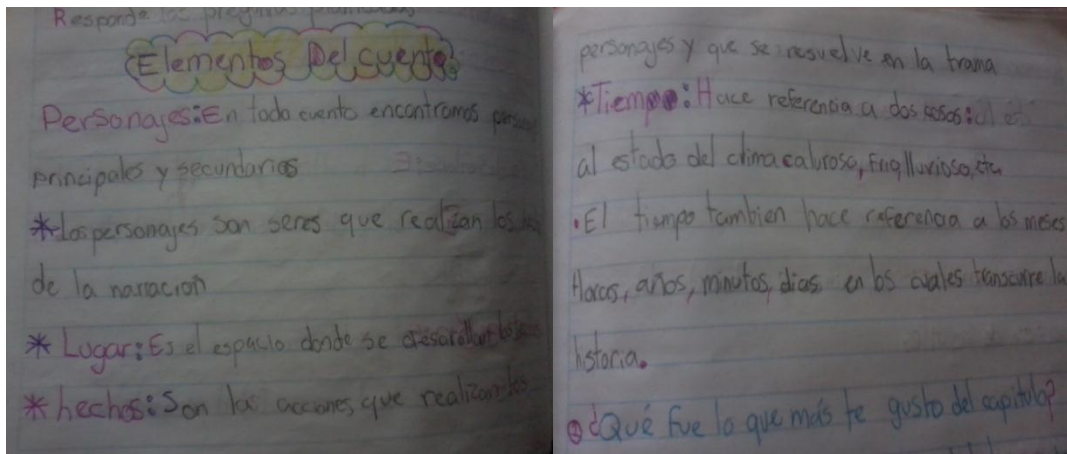 Responde las preguntas
Elementos Del cuento.
Personajes: En todo cuento encontramos
principales y secundarios
*Los personajes son seres que realizan los
de la narracion
* Lugar: Es el espacio donde se desarollan
* hechos: Son las acciones que realizan los
personajes y que se resuelve en la trama
*Tiempo: Hace referencia a dos cosas:
al estado del clima caluroso, frio, lluvioso, etc
• El tiempo tambien hace referencia a los meses
Horas, años, minutos, dias en los cuales transcurre la
historia.
¿Qué fue lo que más te gusto del capitulo?